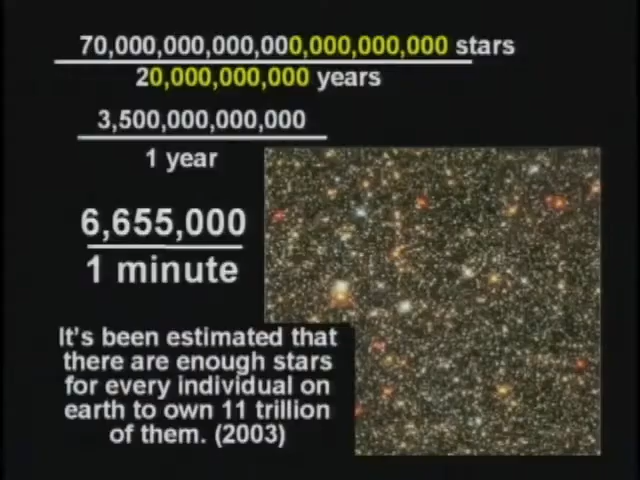 70,000,000,000,000,000,000,000 stars
20,000,000,000 years
3,500,000,000,000
1 year
6,655,000
1 minute
It's been estimated that
there are enough stars
for every individual on
earth to own 11 trillion
of them. (2003)